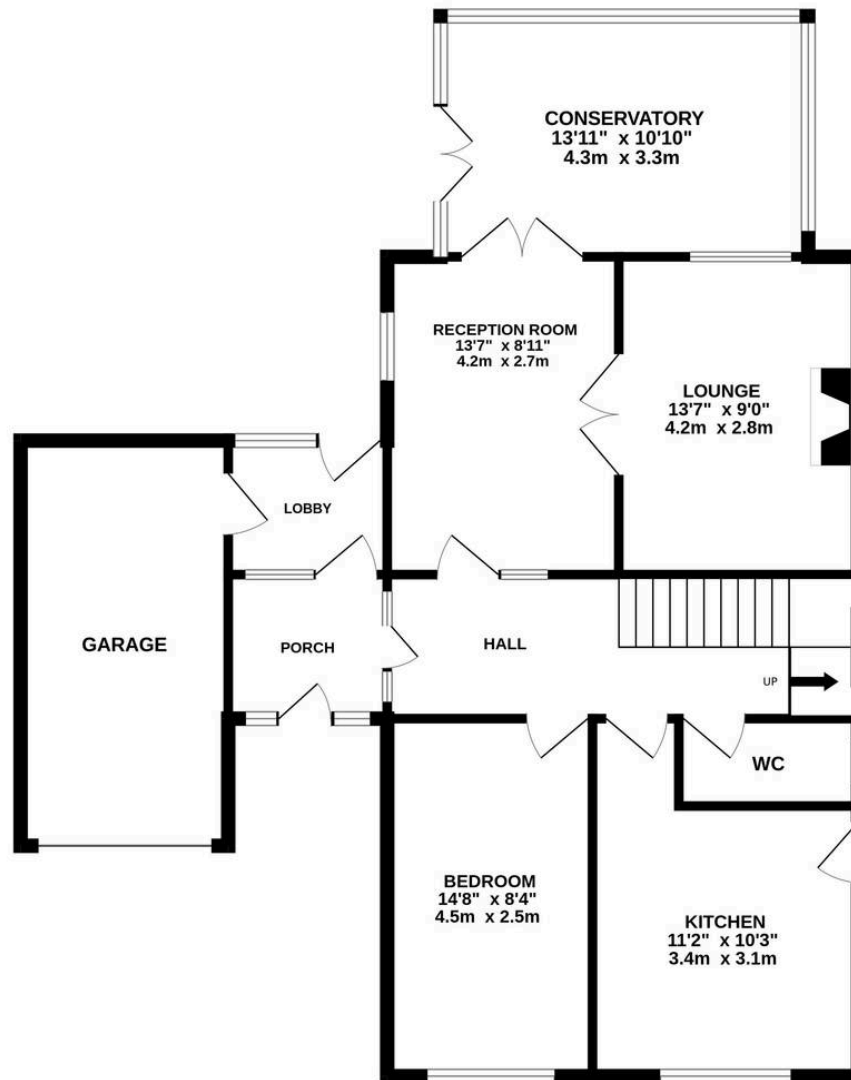 CONSERVATORY
13'11" x 10'10"
4.3m x 3.3m
RECEPTION ROOM
13'7" x 8'11"
4.2m x 2.7m
LOUNGE
13'7" x 9'0"
4.2m x 2.8m
LOBBY
GARAGE
PORCH
HALL
UP
WC
BEDROOM
14'8" x 8'4"
4.5m x 2.5m
KITCHEN
11'2" x 10'3"
3.4m x 3.1m